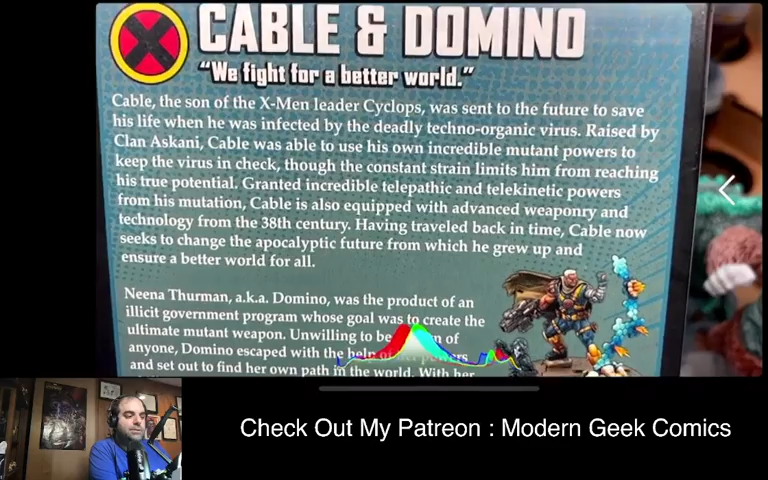 CABLE & DOMINO
"We fight for a better world."
Cable, the son of the X-Men leader Cyclops, was sent to the future to save
his life when he was infected by the deadly techno-organic virus. Raised by
Clan Askani, Cable was able to use his own incredible mutant powers to
keep the virus in check, though the constant strain limits him from reaching
his true potential. Granted incredible telepathic and telekinetic powers
from his mutation, Cable is also equipped with advanced weaponry and
technology from the 38th century. Having traveled back in time, Cable now
seeks to change the apocalyptic future from which he grew up and
ensure a better world for all.
Neena Thurman, a.k.a. Domino, was the product of an
illicit government program whose goal was to create the
ultimate mutant weapon. Unwilling to be of
anyone, Domino escaped with the help of her powers
and set out to find her own path in the world. With her
Check Out My Patreon : Modern Geek Comics